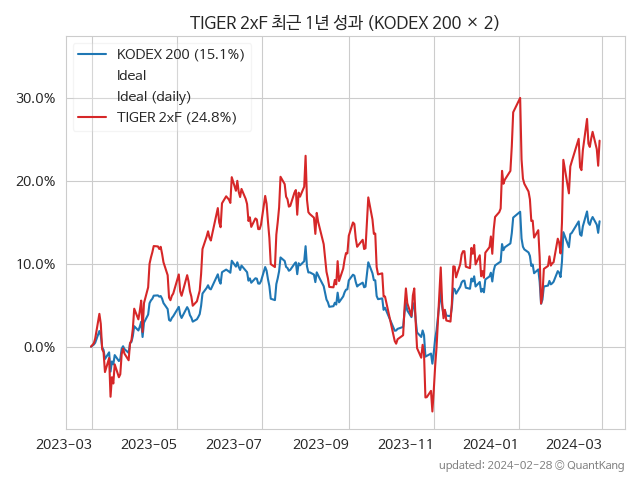 TIGER 2xF 최근 1년 성과 (KODEX 200 × 2)
KODEX 200 (15.1%)
Ideal
Ideal (daily)
TIGER 2xF (24.8%)
30.0%
20.0%
10.0%
0.0%
2023-03 2023-05 2023-07 2023-09 2023-11 2024-01 2024-03
updated: 2024-02-28 © QuantKang